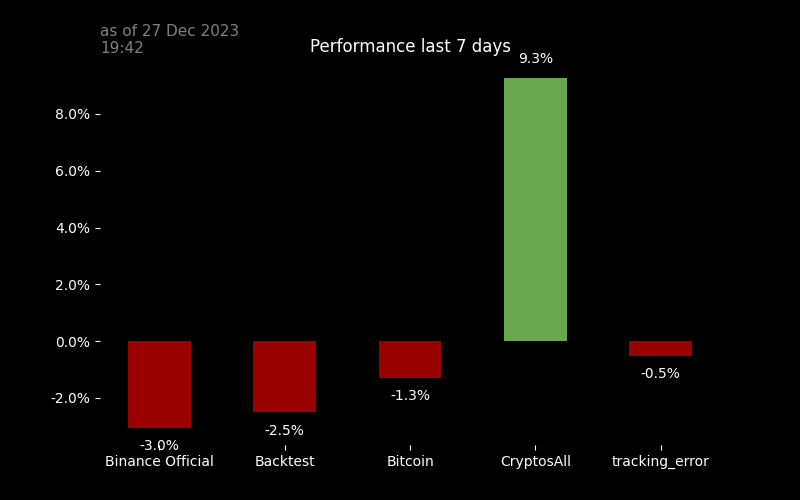 as of 27 Dec 2023
19:42
Performance last 7 days
9.3%
8.0%
6.0%
4.0%
2.0%
0.0%
-2.0%
-3.0%
-2.5%
-1.3%
-0.5%
Binance Official
Backtest
Bitcoin
CryptosAll
tracking_error